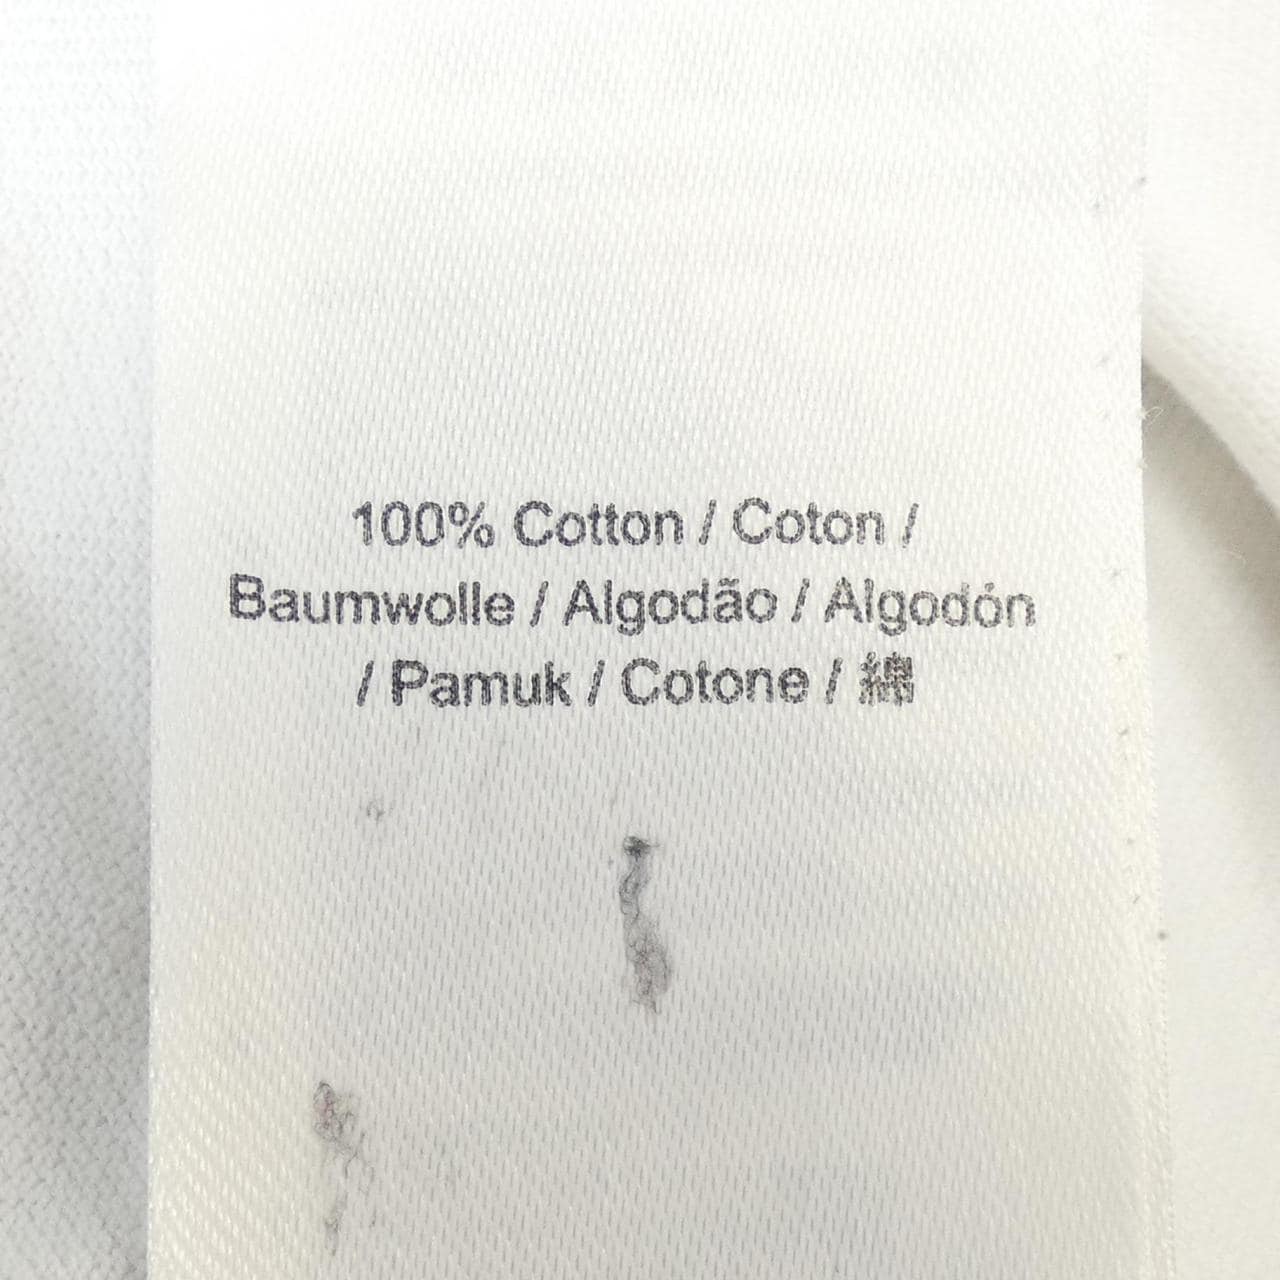 100% Cotton / Coton /
Baumwolle / Algodão / Algodón
/ Pamuk / Cotone / 綿